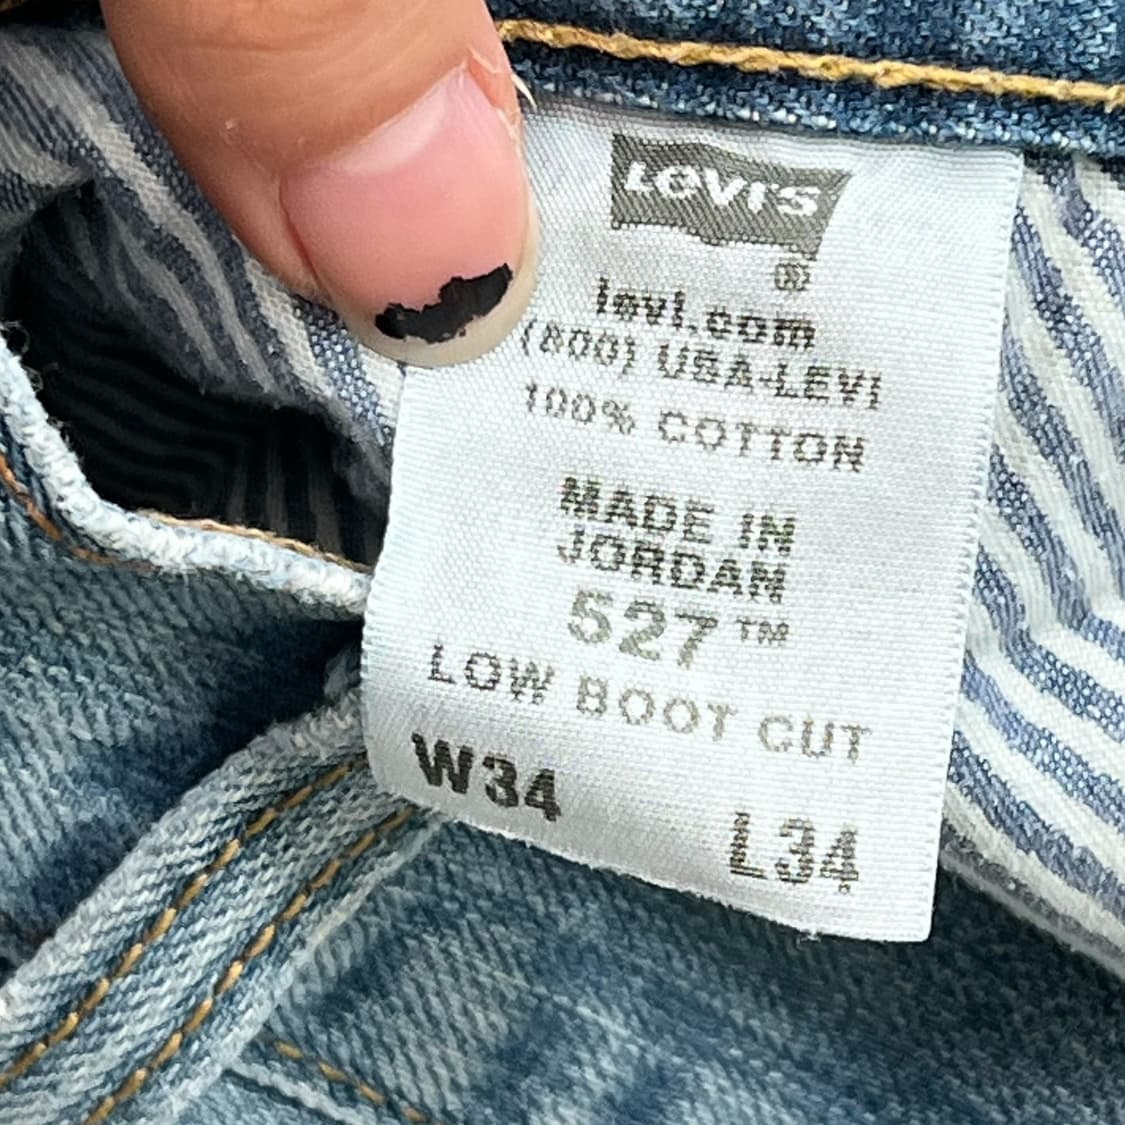 LEVI'S
®
levi.com
(800) USA-LEVI
100% COTTON
MADE IN
JORDAN
527™
LOW BOOT CUT
W34
L34